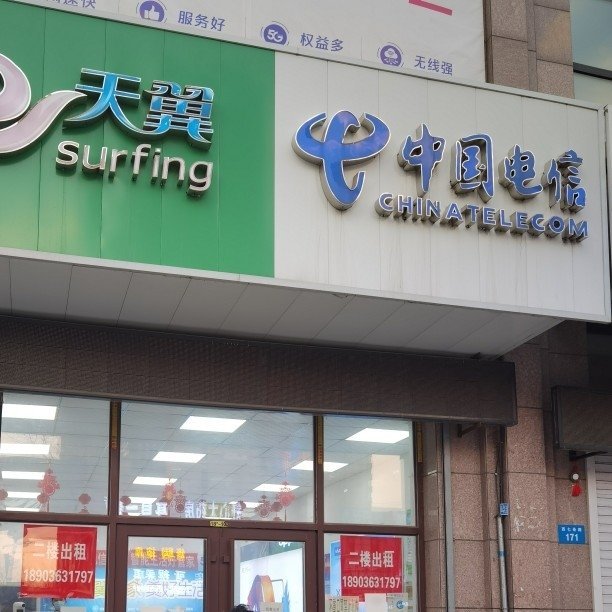 服务好
权益多
无线强
天翼
surfing
中国电信
CHINATELECOM
二楼出租
18903631797
二楼出租
18903631797
171